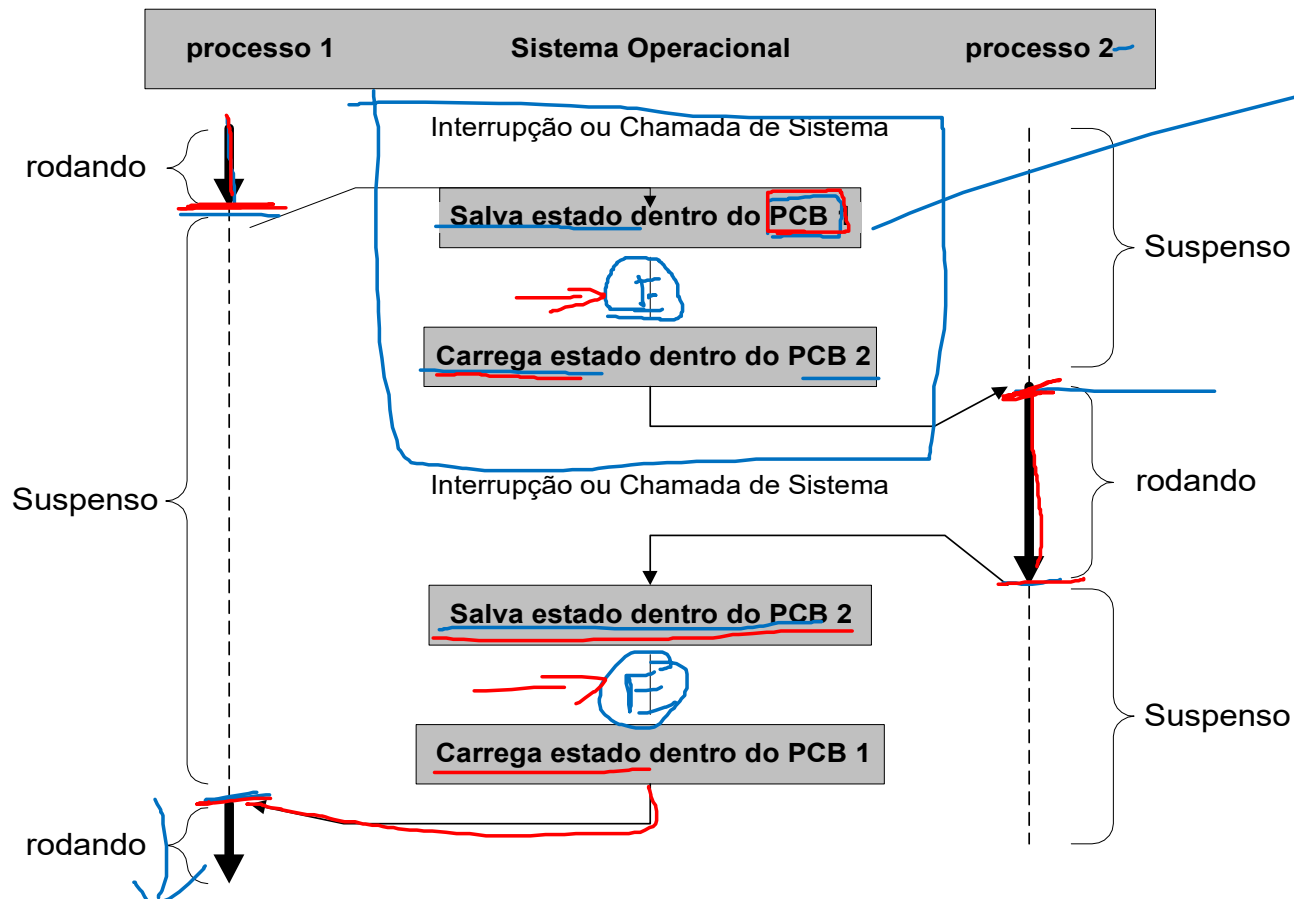 processo 1 Sistema Operacional processo 2
Interrupção ou Chamada de Sistema
rodando
Salva estado dentro do PCB 1
Suspenso
E
Carrega estado dentro do PCB 2
Interrupção ou Chamada de Sistema
Suspenso
rodando
Salva estado dentro do PCB 2
E
Suspenso
Carrega estado dentro do PCB 1
rodando